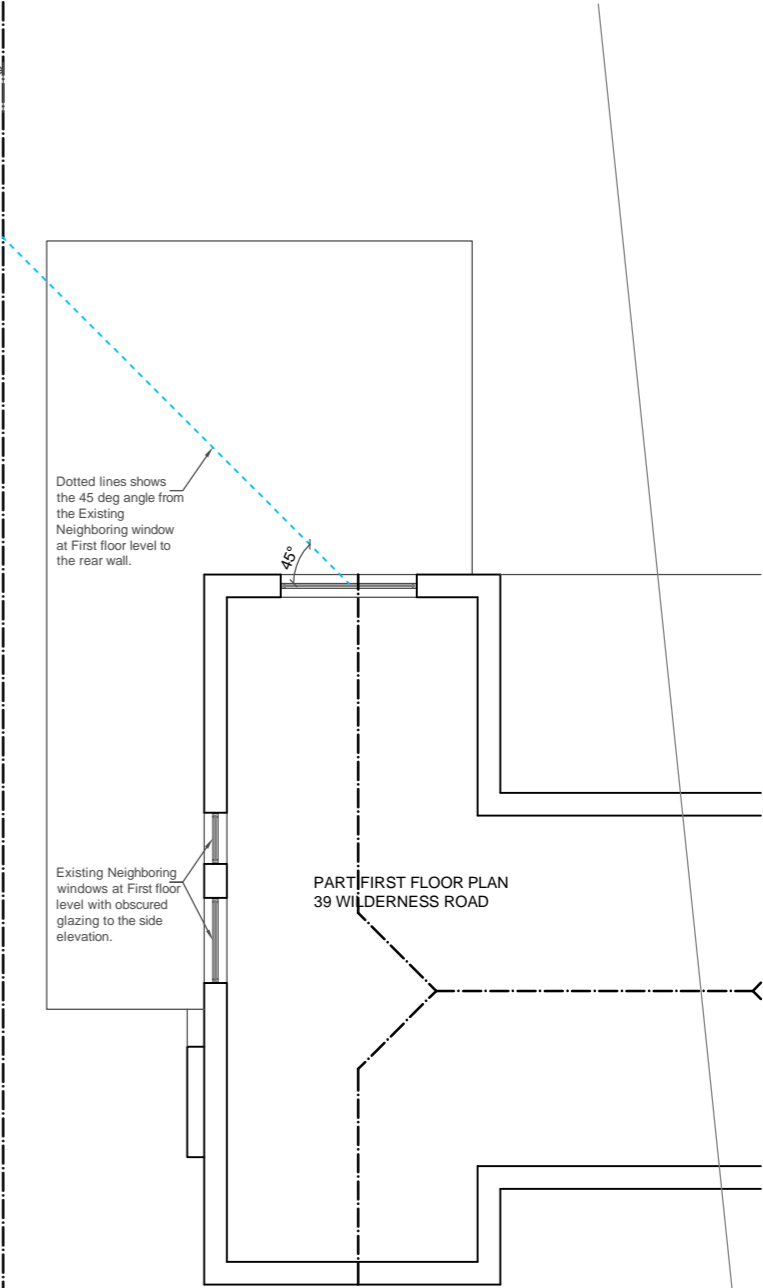 Dotted lines shows
the 45 deg angle from
the Existing
Neighboring window
at First floor level to
the rear wall.
45°
Existing Neighboring
windows at First floor
level with obscured
glazing to the side
elevation.
PART FIRST FLOOR PLAN
39 WILDERNESS ROAD